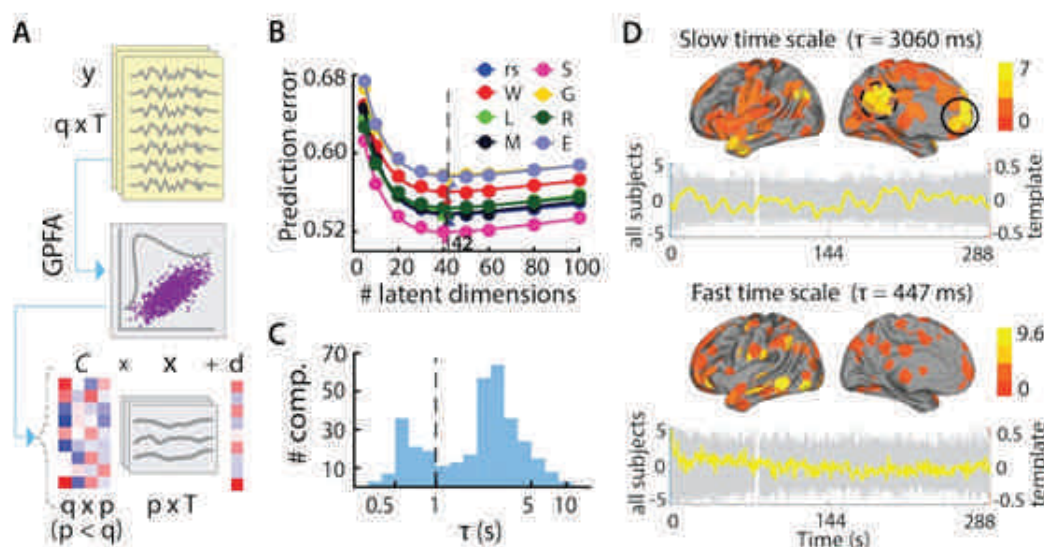 A
y
q x T
GPFA
C x X + d
q x p
(p < q)
p x T
B
Prediction error
0.68
0.60
0.52
rs
W
L
M
S
G
R
E
42
0 20 40 60 80 100
# latent dimensions
C
# comp.
70
50
30
10
0.5 1 5 10
τ (s)
D
Slow time scale (τ = 3060 ms)
7
0
all subjects
5
0
-5
0.5
0
-0.5
template
0 144 288
Fast time scale (τ = 447 ms)
9.6
0
all subjects
5
0
-5
0.5
0
-0.5
template
0 144 288
Time (s)